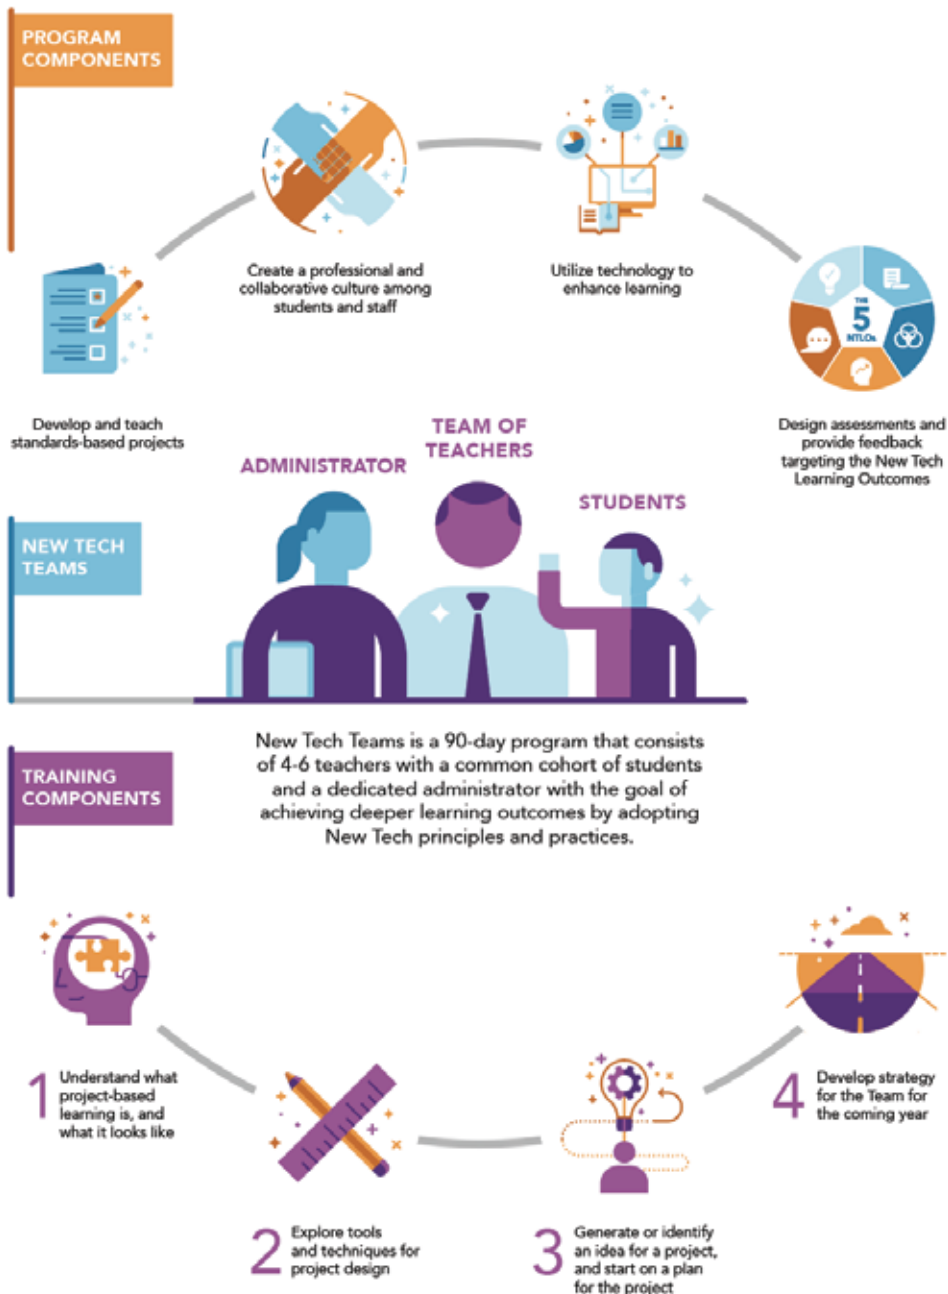 PROGRAM
COMPONENTS
Create a professional and
collaborative culture among
students and staff
Utilize technology to
enhance learning
THE
5
NTLOs
Develop and teach
standards-based projects
Design assessments and
provide feedback
targeting the New Tech
Learning Outcomes
ADMINISTRATOR
TEAM OF
TEACHERS
STUDENTS
NEW TECH
TEAMS
New Tech Teams is a 90-day program that consists
of 4-6 teachers with a common cohort of students
and a dedicated administrator with the goal of
achieving deeper learning outcomes by adopting
New Tech principles and practices.
TRAINING
COMPONENTS
1
Understand what
project-based
learning is, and
what it looks like
2
Explore tools
and techniques for
project design
3
Generate or identify
an idea for a project,
and start on a plan
for the project
4
Develop strategy
for the Team for
the coming year